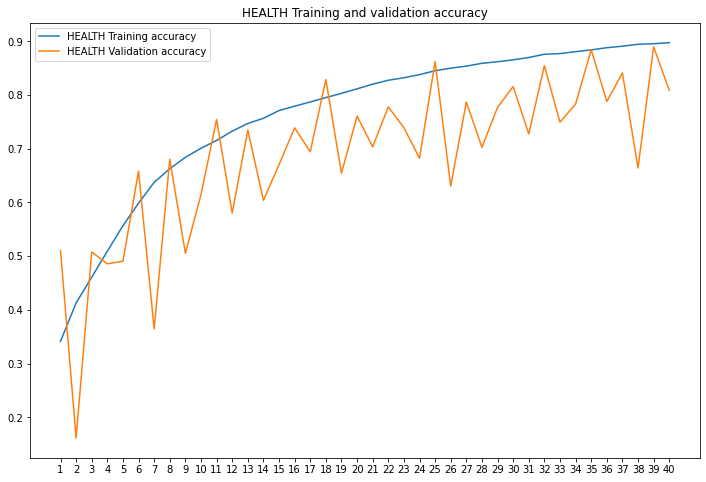 HEALTH Training and validation accuracy
HEALTH Training accuracy
HEALTH Validation accuracy
0.9
0.8
0.7
0.6
0.5
0.4
0.3
0.2
1 2 3 4 5 6 7 8 9 10 11 12 13 14 15 16 17 18 19 20 21 22 23 24 25 26 27 28 29 30 31 32 33 34 35 36 37 38 39 40